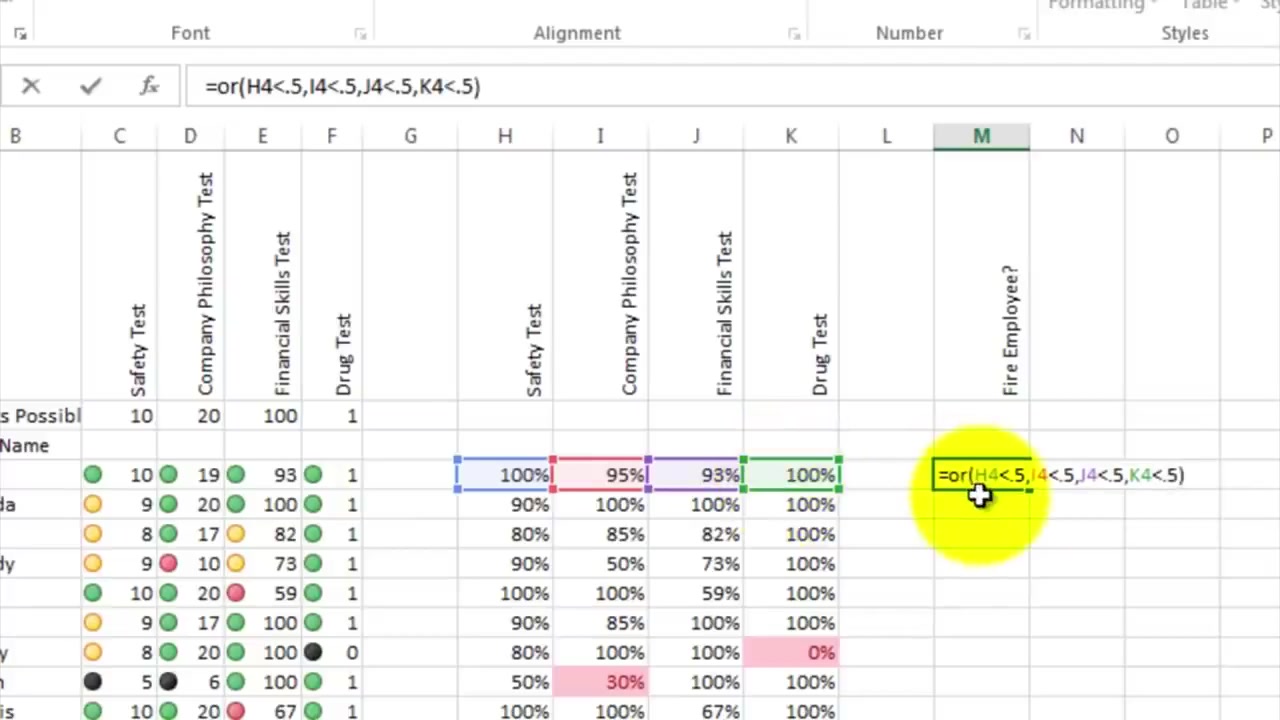 Formatting Table Sty
Font Alignment Number Styles
fx =or(H4<.5,I4<.5,J4<.5,K4<.5)
B C D E F G H I J K L M N O P
Safety Test Company Philosophy Test Financial Skills Test Drug Test Safety Test Company Philosophy Test Financial Skills Test Drug Test Fire Employee?
s Possibl 10 20 100 1
Name
10 19 93 1 100% 95% 93% 100% =or(H4<.5,I4<.5,J4<.5,K4<.5)
da 9 20 100 1 90% 100% 100% 100%
8 17 82 1 80% 85% 82% 100%
dy 9 10 73 1 90% 50% 73% 100%
10 20 59 1 100% 100% 59% 100%
9 17 100 1 90% 85% 100% 100%
y 8 20 100 0 80% 100% 100% 0%
n 5 6 100 1 50% 30% 100% 100%
is 10 20 67 1 100% 100% 67% 100%